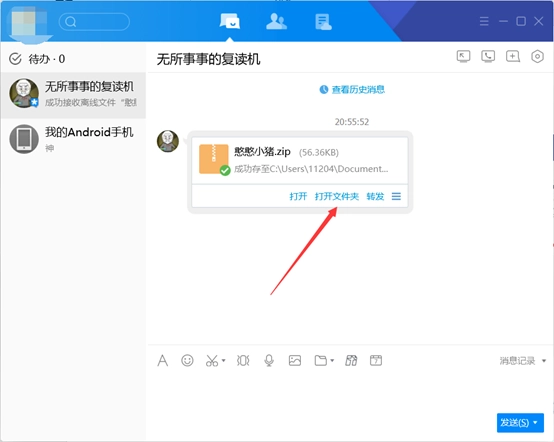 待办 · 0
无所事事的复读机
成功接收离线文件“憨憨
我的Android手机
神
无所事事的复读机
查看历史消息
20:55:52
憨憨小猪.zip (56.36KB)
成功存至C:\Users\11204\Document...
打开 打开文件夹 转发
消息记录
发送(S)